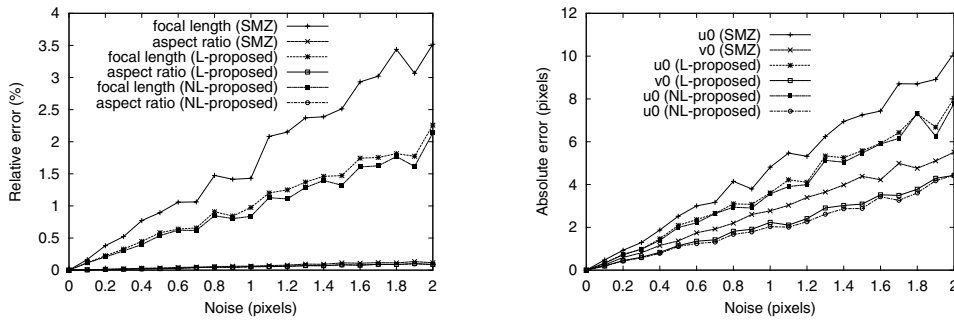 focal length (SMZ)
aspect ratio (SMZ)
focal length (L-proposed)
aspect ratio (L-proposed)
focal length (NL-proposed)
aspect ratio (NL-proposed)
Relative error (%)
4
3.5
3
2.5
2
1.5
1
0.5
0
0 0.2 0.4 0.6 0.8 1 1.2 1.4 1.6 1.8 2
Noise (pixels)
u0 (SMZ)
v0 (SMZ)
u0 (L-proposed)
v0 (L-proposed)
u0 (NL-proposed)
u0 (NL-proposed)
Absolute error (pixels)
12
10
8
6
4
2
0
0 0.2 0.4 0.6 0.8 1 1.2 1.4 1.6 1.8 2
Noise (pixels)